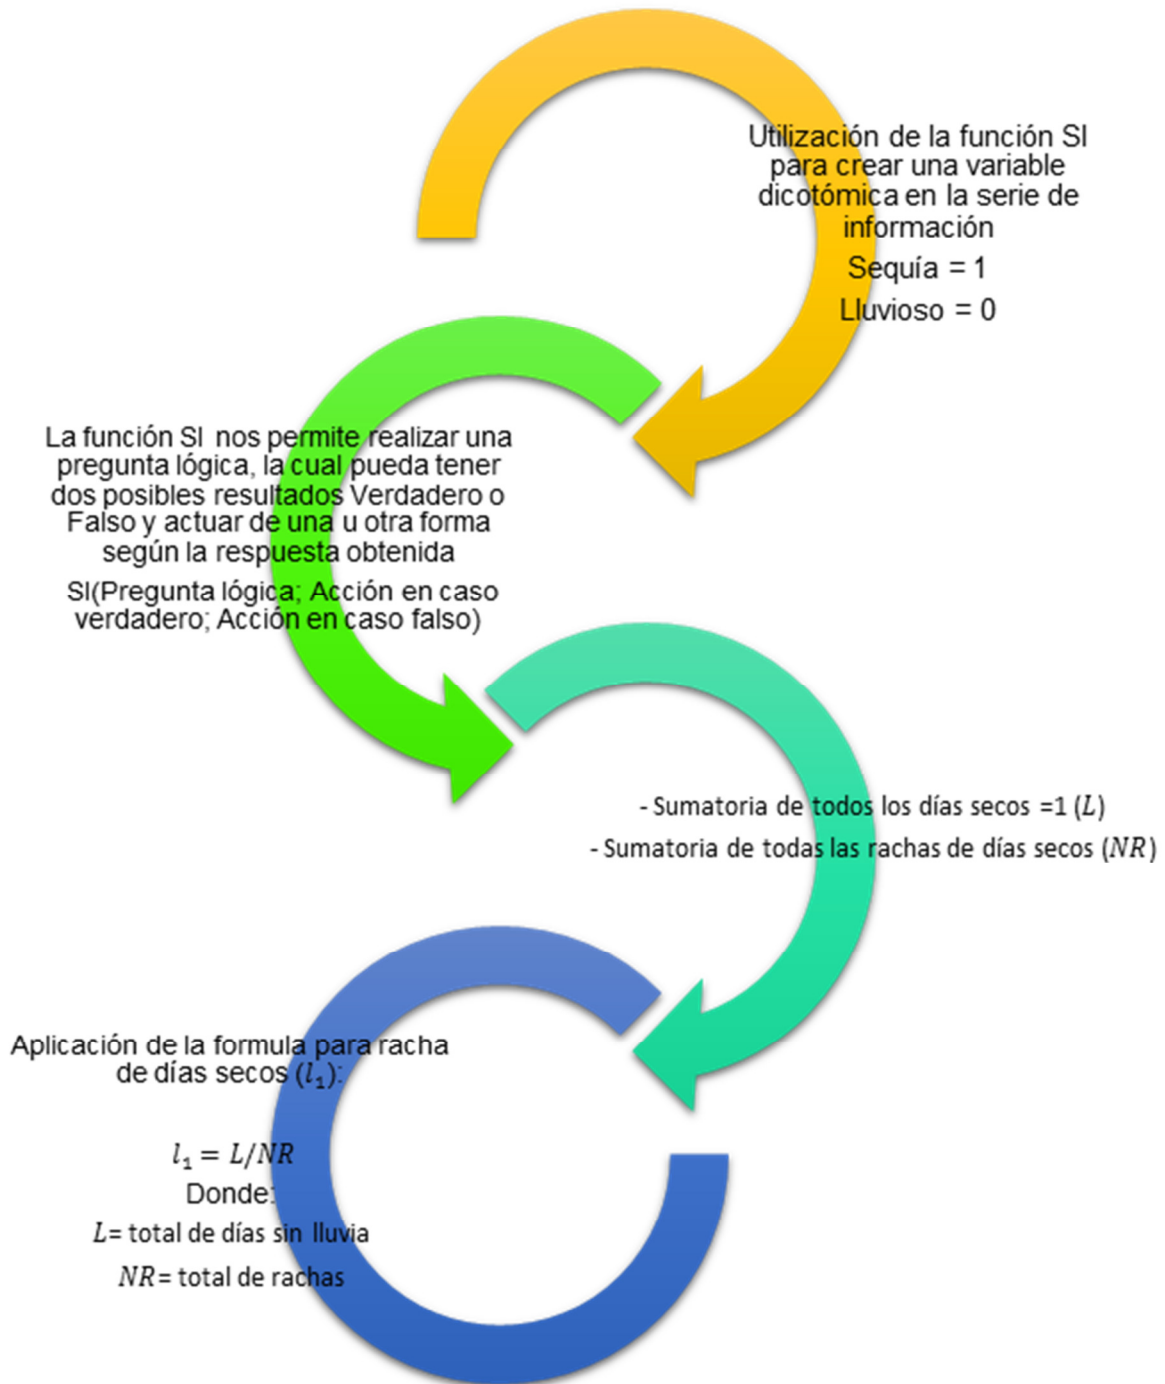 Utilización de la función SI
para crear una variable
dicotómica en la serie de
información
Sequía = 1
Lluvioso = 0
La función SI nos permite realizar una
pregunta lógica, la cual pueda tener
dos posibles resultados Verdadero o
Falso y actuar de una u otra forma
según la respuesta obtenida
SI(Pregunta lógica; Acción en caso
verdadero; Acción en caso falso)
- Sumatoria de todos los días secos =1 (L)
- Sumatoria de todas las rachas de días secos (NR)
Aplicación de la formula para racha
de días secos (l₁):
l₁ = L/NR
Donde:
L= total de días sin lluvia
NR= total de rachas